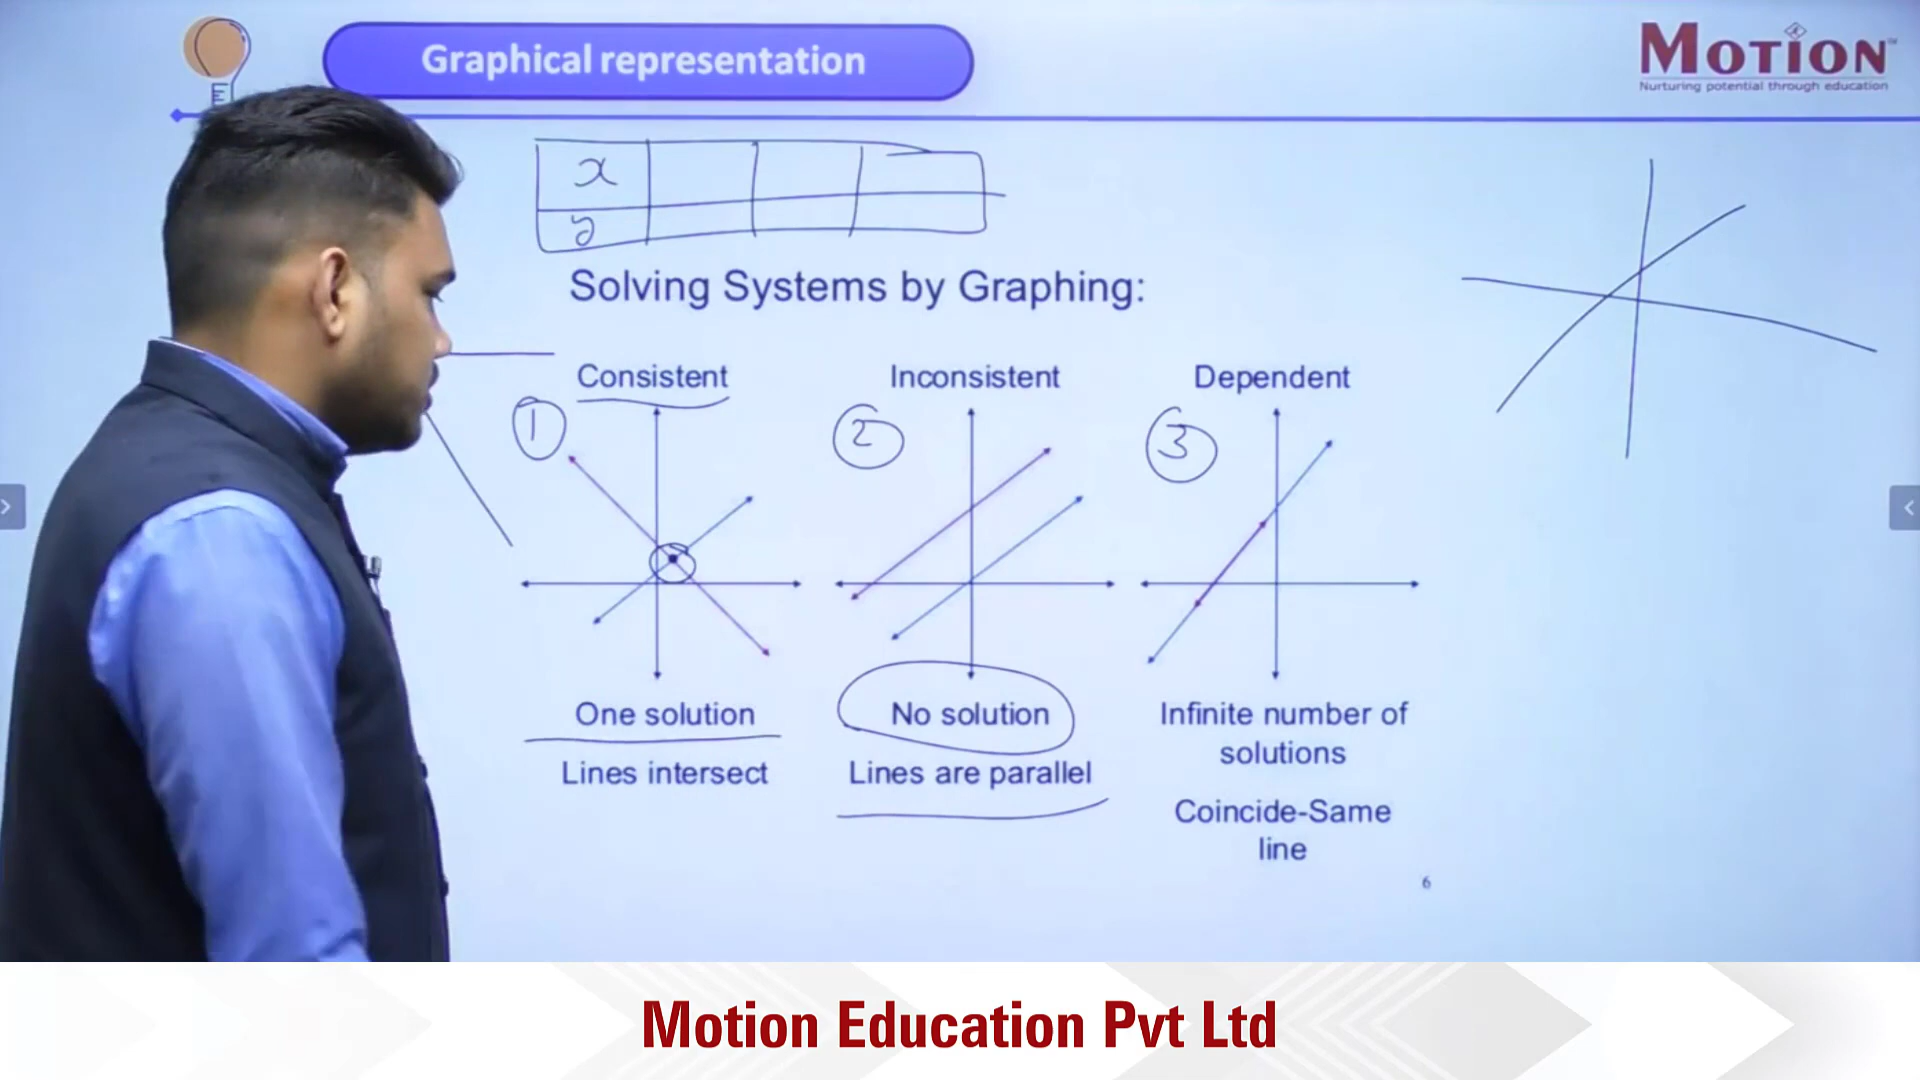 Graphical representation
MOTION
Nurturing potential through education
x
y
Solving Systems by Graphing:
Consistent
Inconsistent
Dependent
1
2
3
One solution
No solution
Infinite number of
solutions
Lines intersect
Lines are parallel
Coincide-Same
line
6
Motion Education Pvt Ltd